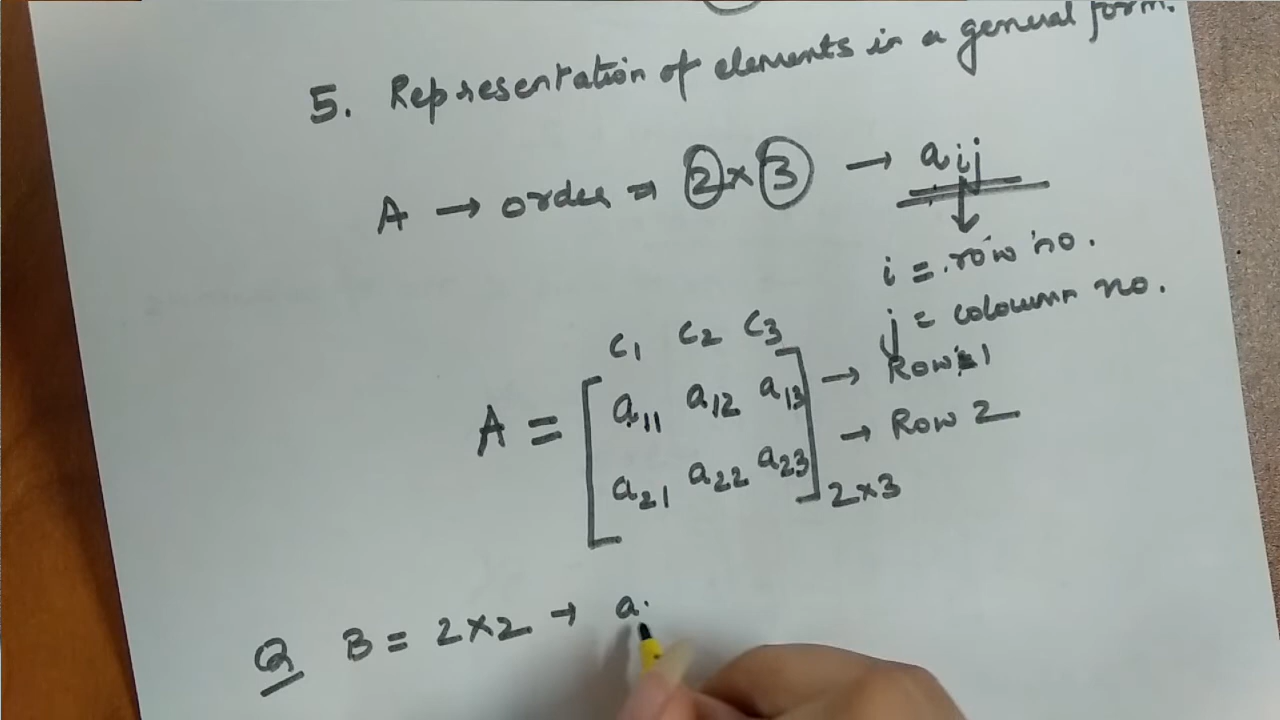 5. Representation of elements in a general form.
A → order = 2 × 3 → aij
i = row no.
j = coloumn no.
C1 C2 C3
A = [ a11 a12 a13 ] → Row 1
a21 a22 a23 → Row 2
2×3
Q B = 2×2 → a.